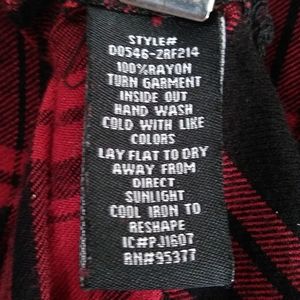 STYLE#
D0546-2RF214
100%RAYON
TURN GARMENT
INSIDE OUT
HAND WASH
COLD WITH LIKE
COLORS
LAY FLAT TO DRY
AWAY FROM
DIRECT
SUNLIGHT
COOL IRON TO
RESHAPE
IC#PJ1607
RN#95377